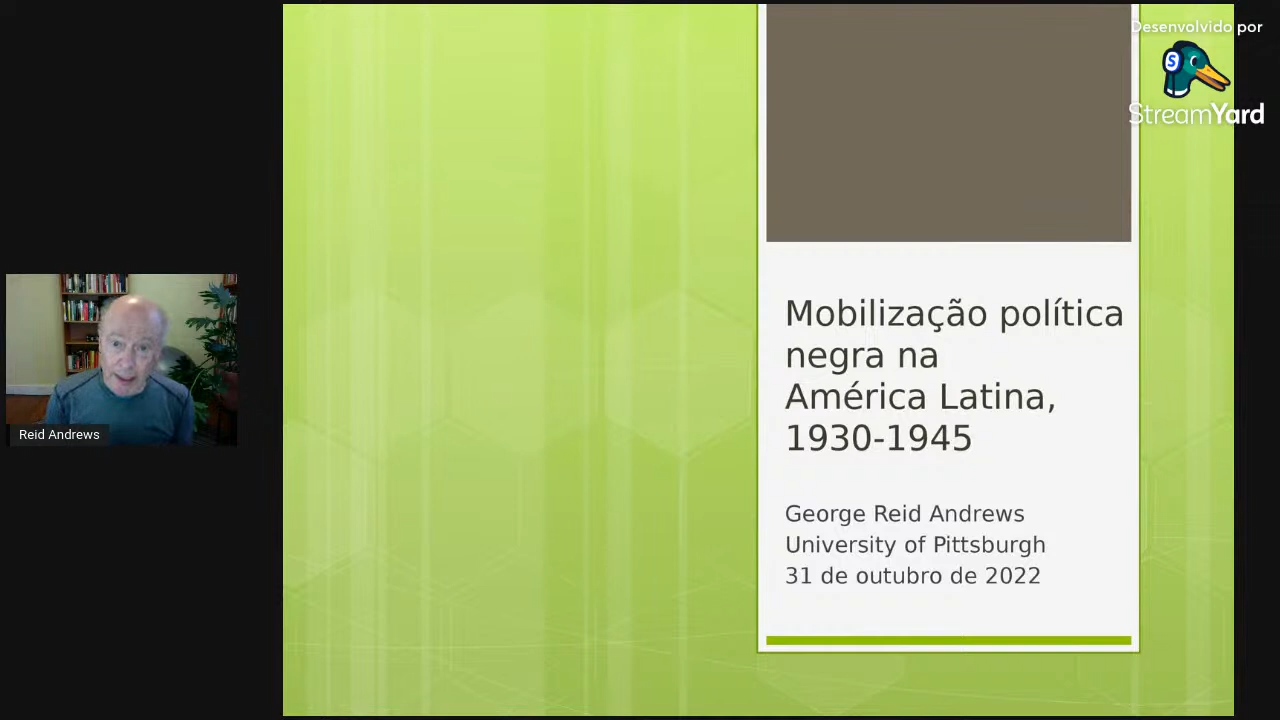 Desenvolvido por
S
StreamYard
Mobilização política
negra na
América Latina,
1930-1945
George Reid Andrews
University of Pittsburgh
31 de outubro de 2022
Reid Andrews